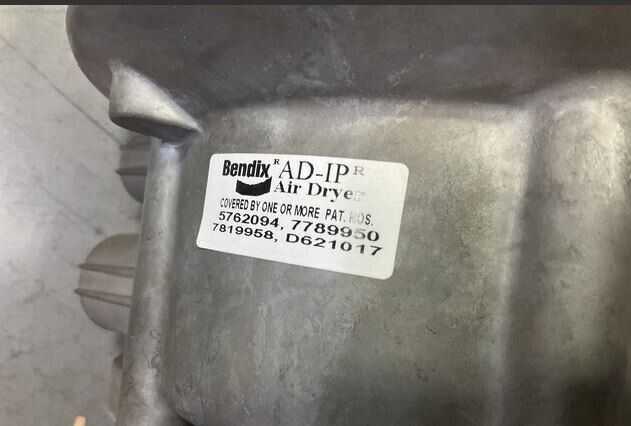 Bendix® AD-IP®
Air Dryer
COVERED BY ONE OR MORE PAT. NOS.
5762094, 7789950
7819958, D621017